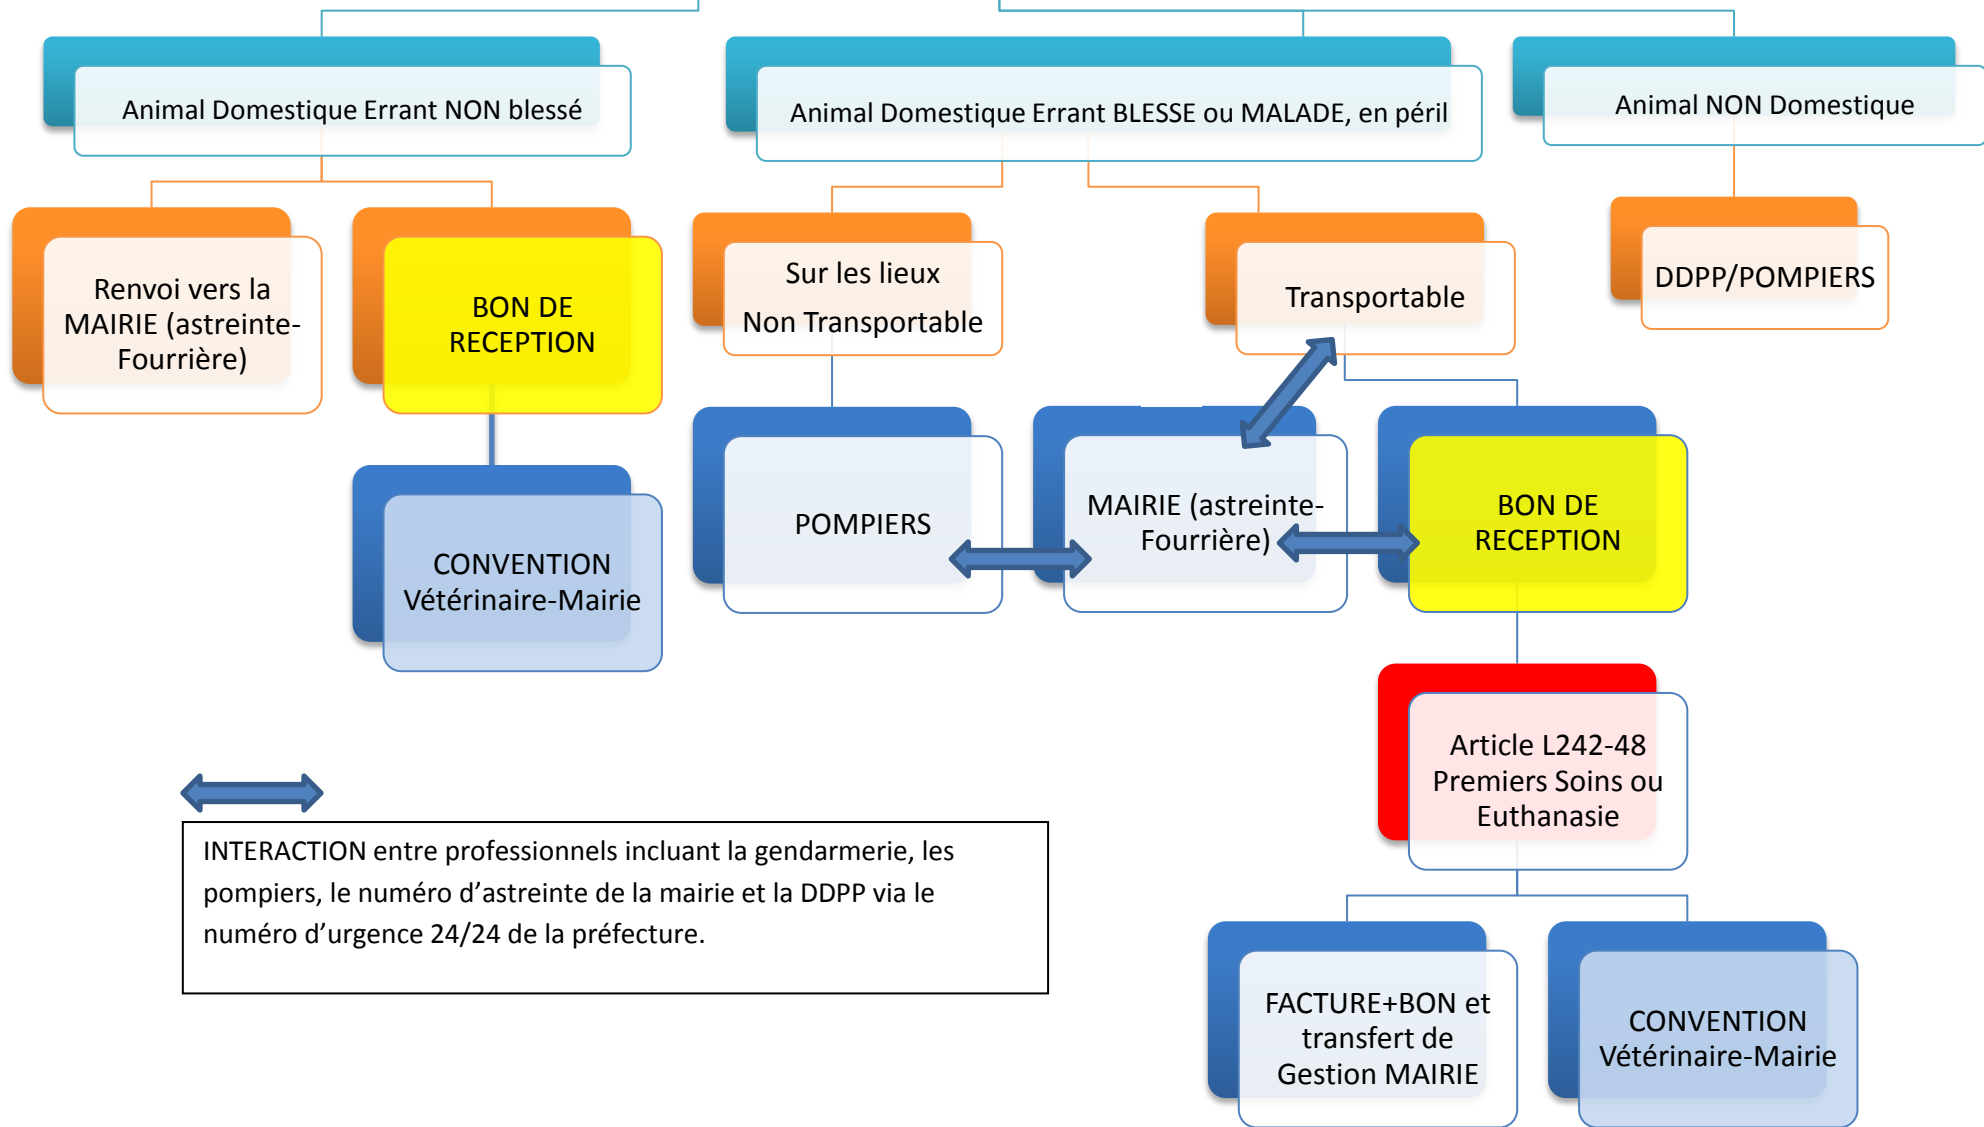 Animal Domestique Errant NON blessé
Animal Domestique Errant BLESSE ou MALADE, en péril
Animal NON Domestique
Renvoi vers la
MAIRIE (astreinte-
Fourrière)
BON DE
RECEPTION
Sur les lieux
Non Transportable
Transportable
DDPP/POMPIERS
CONVENTION
Vétérinaire-Mairie
POMPIERS
MAIRIE (astreinte-
Fourrière)
BON DE
RECEPTION
Article L242-48
Premiers Soins ou
Euthanasie
INTERACTION entre professionnels incluant la gendarmerie, les
pompiers, le numéro d’astreinte de la mairie et la DDPP via le
numéro d’urgence 24/24 de la préfecture.
FACTURE+BON et
transfert de
Gestion MAIRIE
CONVENTION
Vétérinaire-Mairie